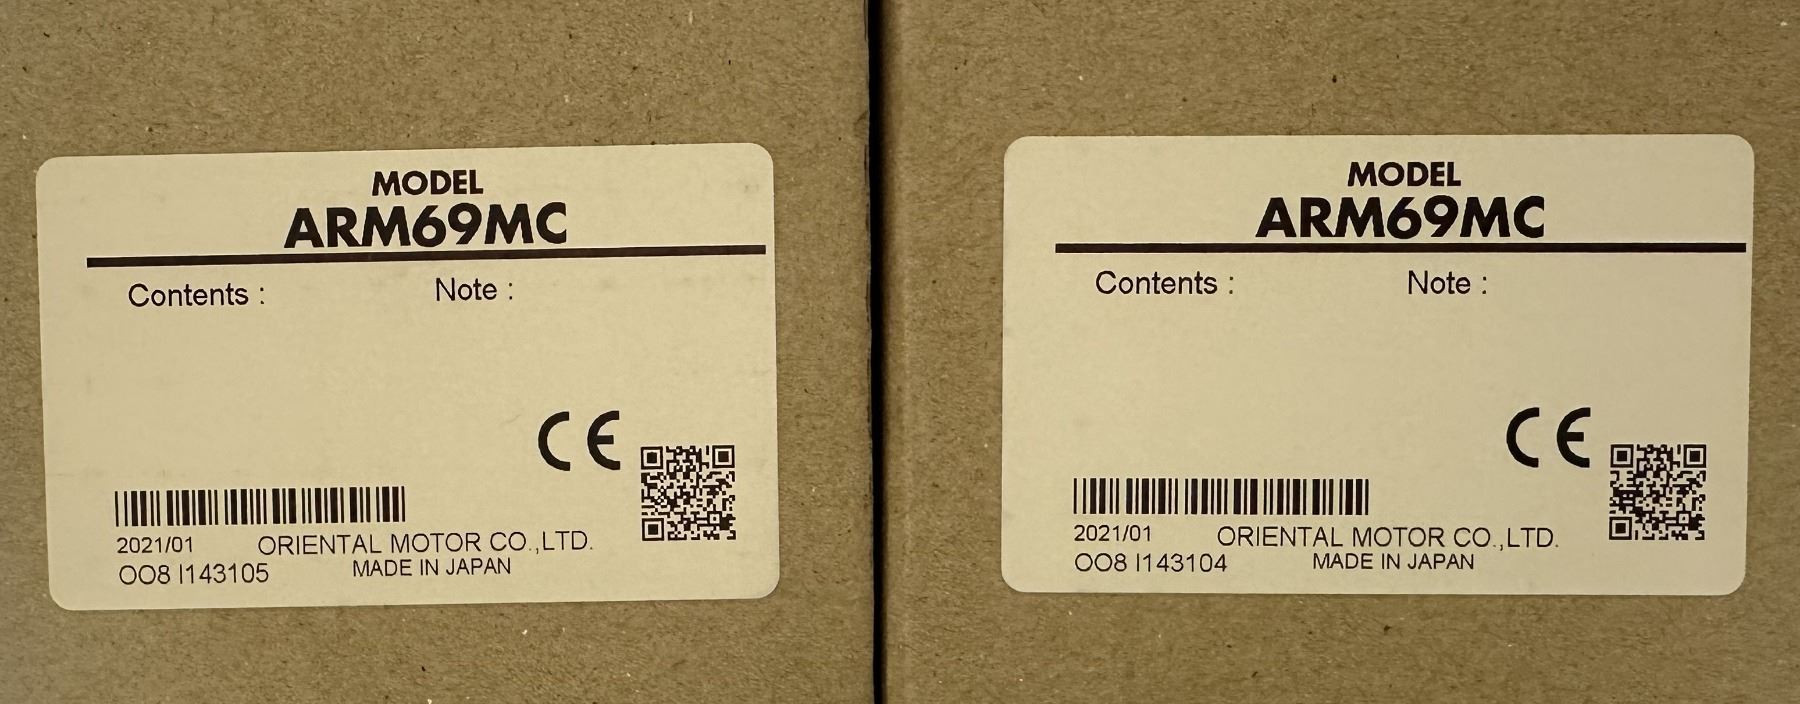 MODEL
ARM69MC
Contents : Note :
CE
2021/01 ORIENTAL MOTOR CO.,LTD.
OO8 I143105 MADE IN JAPAN
MODEL
ARM69MC
Contents : Note :
CE
2021/01 ORIENTAL MOTOR CO.,LTD.
OO8 I143104 MADE IN JAPAN